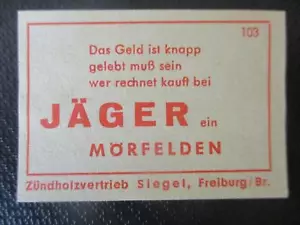 103
Das Geld ist knapp
gelebt muß sein
wer rechnet kauft bei
JÄGER ein
MÖRFELDEN
Zündholzvertrieb Siegel, Freiburg/Br.